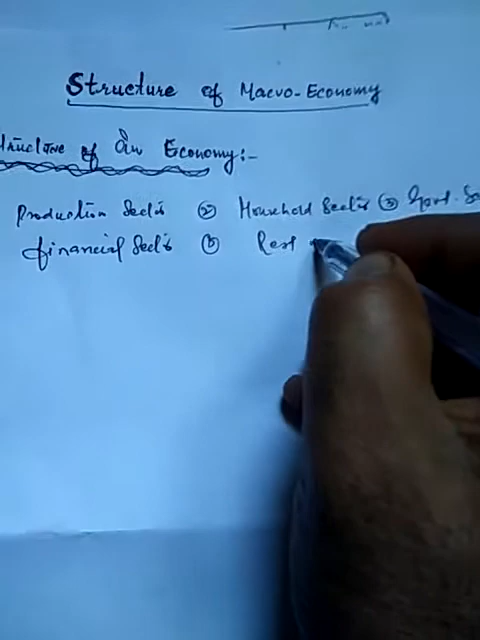 Structure of Macro-Economy
Structure of an Economy:-
Production Sector ② Household Sector ③ Govt. Se
Financial Sector ⑤ Rest